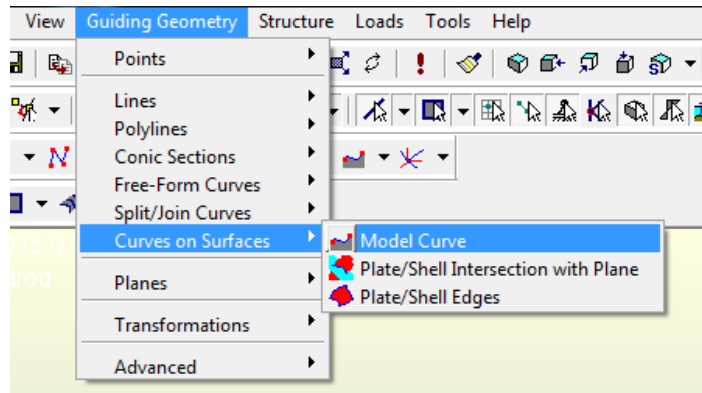 View Guiding Geometry Structure Loads Tools Help
Points
Lines
Polylines
Conic Sections
Free-Form Curves
Split/Join Curves
Curves on Surfaces
Model Curve
Plate/Shell Intersection with Plane
Plate/Shell Edges
Planes
Transformations
Advanced